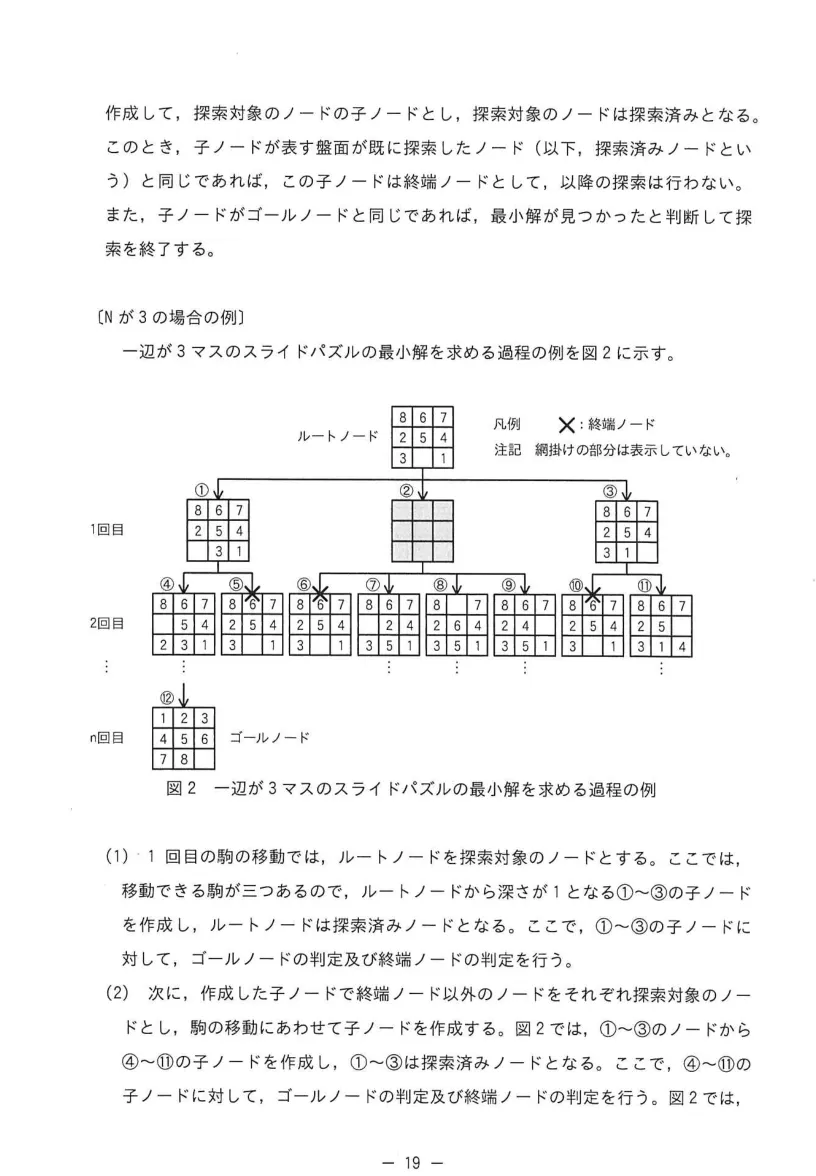 作成して，探索対象のノードの子ノードとし，探索対象のノードは探索済みとなる。
このとき，子ノードが表す盤面が既に探索したノード（以下，探索済みノードとい
う）と同じであれば，この子ノードは終端ノードとして，以降の探索は行わない。
また，子ノードがゴールノードと同じであれば，最小解が見つかったと判断して探
索を終了する。
〔N が 3 の場合の例〕
一辺が 3 マスのスライドパズルの最小解を求める過程の例を図 2 に示す。
ルートノード
8 6 7
2 5 4
3 1
凡例 ×：終端ノード
注記 網掛けの部分は表示していない。
1回目
①
8 6 7
2 5 4
3 1
②
③
8 6 7
2 5 4
3 1
2回目
④
8 6 7
5 4
2 3 1
⑤
8 6 7
2 5 4
3 1
⑥
8 6 7
2 5 4
3 1
⑦
8 6 7
2 4
3 5 1
⑧
8 7
2 6 4
3 5 1
⑨
8 6 7
2 4
3 5 1
⑩
8 6 7
2 5 4
3 1
⑪
8 6 7
2 5
3 1 4
⋮ ⋮ ⋮ ⋮ ⋮ ⋮
n回目
⑫
1 2 3
4 5 6
7 8
ゴールノード
図 2 一辺が 3 マスのスライドパズルの最小解を求める過程の例
(1) 1 回目の駒の移動では，ルートノードを探索対象のノードとする。ここでは，
移動できる駒が三つあるので，ルートノードから深さが 1 となる①～③の子ノード
を作成し，ルートノードは探索済みノードとなる。ここで，①～③の子ノードに
対して，ゴールノードの判定及び終端ノードの判定を行う。
(2) 次に，作成した子ノードで終端ノード以外のノードをそれぞれ探索対象のノー
ドとし，駒の移動にあわせて子ノードを作成する。図 2 では，①～③のノードから
④～⑪の子ノードを作成し，①～③は探索済みノードとなる。ここで，④～⑪の
子ノードに対して，ゴールノードの判定及び終端ノードの判定を行う。図 2 では，
－ 19 －